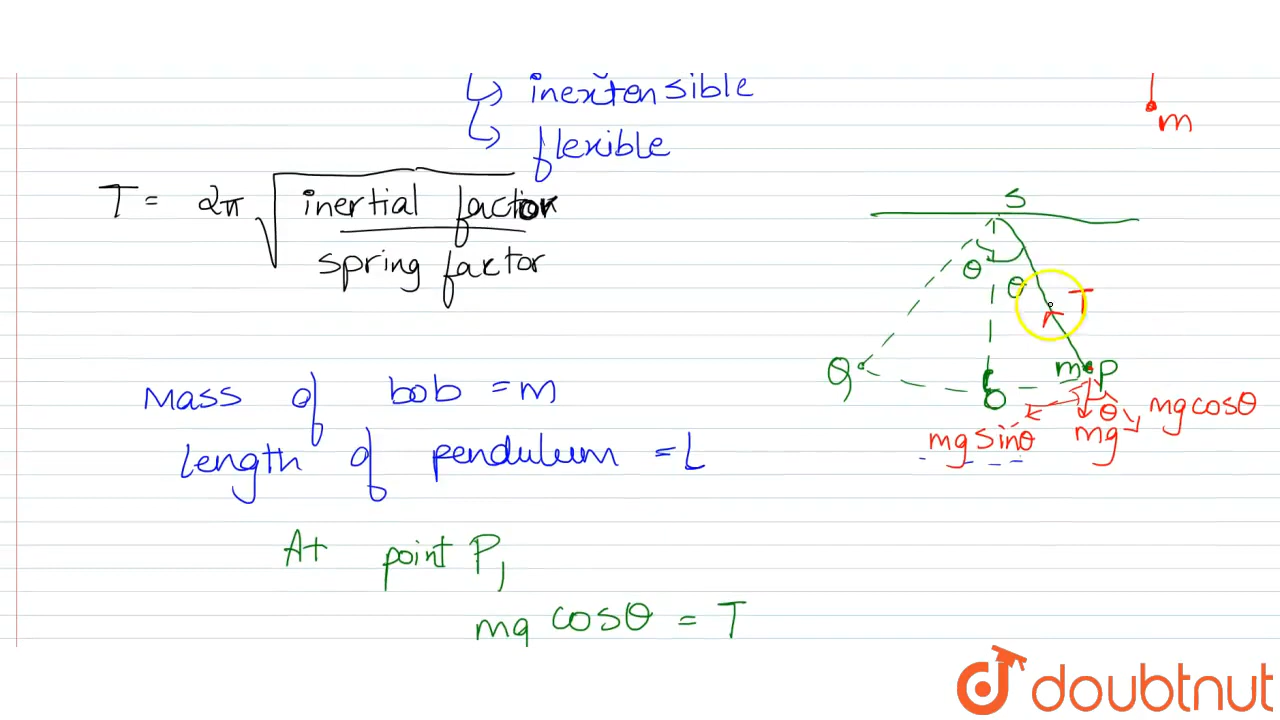 ↳ inextensible
↳ flexible
T = 2π √(inertial factor / spring factor)
Mass of bob = m
length of pendulum = L
At point P,
mg cosθ = T
m
S
θ
θ
T
Q
O
m P
θ
mg cosθ
mg sinθ
mg
doubtnut